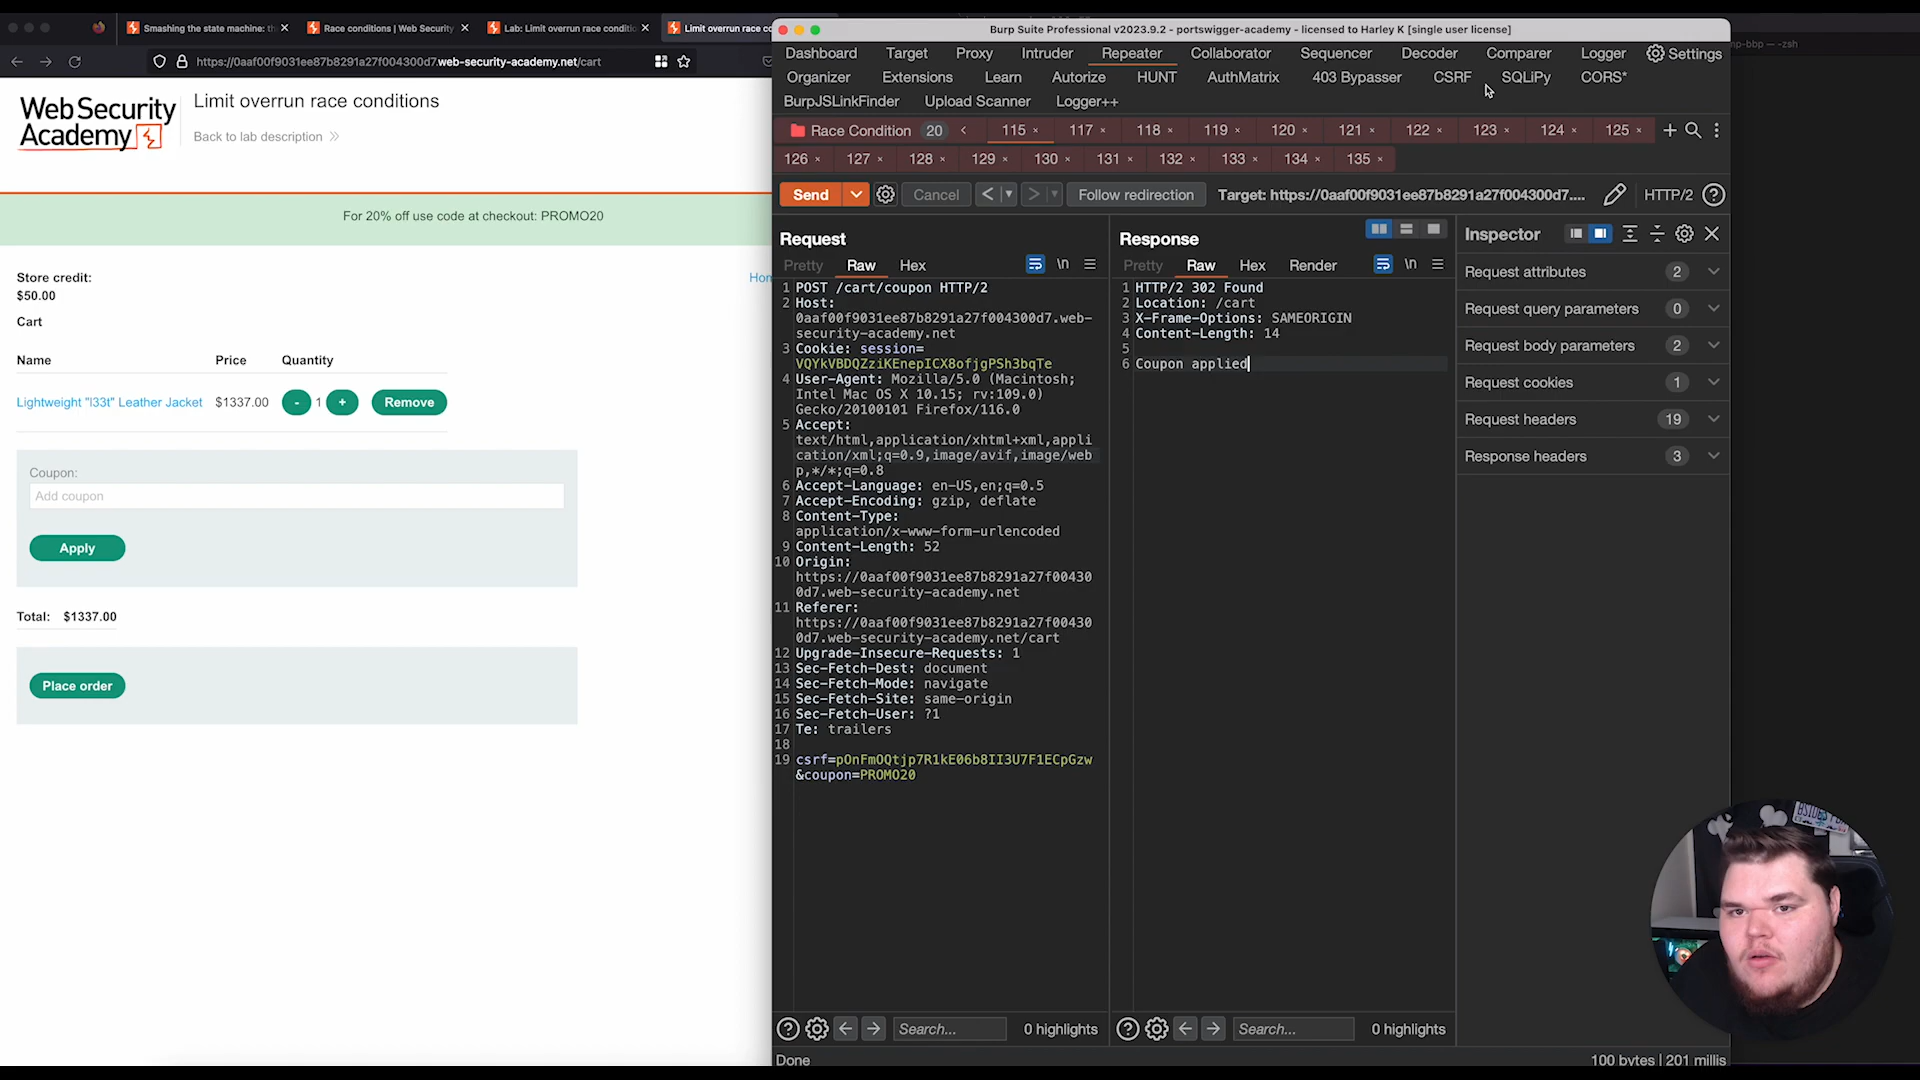 Smashing the state machine: th
Race conditions | Web Security
Lab: Limit overrun race conditi
Limit overrun race co
https://0aaf00f9031ee87b8291a27f004300d7.web-security-academy.net/cart
Web Security
Academy
Limit overrun race conditions
Back to lab description
For 20% off use code at checkout: PROMO20
Store credit:
$50.00
Hom
Cart
Name Price Quantity
Lightweight "l33t" Leather Jacket $1337.00 - 1 + Remove
Coupon:
Add coupon
Apply
Total: $1337.00
Place order
Burp Suite Professional v2023.9.2 - portswigger-academy - licensed to Harley K [single user license]
mp-bbp — -zsh
Dashboard Target Proxy Intruder Repeater Collaborator Sequencer Decoder Comparer Logger Settings
Organizer Extensions Learn Autorize HUNT AuthMatrix 403 Bypasser CSRF SQLiPy CORS*
BurpJSLinkFinder Upload Scanner Logger++
Race Condition 20 < 115 × 117 × 118 × 119 × 120 × 121 × 122 × 123 × 124 × 125 × +
126 × 127 × 128 × 129 × 130 × 131 × 132 × 133 × 134 × 135 ×
Send Cancel < > Follow redirection Target: https://0aaf00f9031ee87b8291a27f004300d7.... HTTP/2 ?
Request
Pretty Raw Hex \n
1 POST /cart/coupon HTTP/2
2 Host:
0aaf00f9031ee87b8291a27f004300d7.web-
security-academy.net
3 Cookie: session=
VQYkVBDQZziKEnepICX8ofjgPSh3bqTe
4 User-Agent: Mozilla/5.0 (Macintosh;
Intel Mac OS X 10.15; rv:109.0)
Gecko/20100101 Firefox/116.0
5 Accept:
text/html,application/xhtml+xml,appli
cation/xml;q=0.9,image/avif,image/web
p,*/*;q=0.8
6 Accept-Language: en-US,en;q=0.5
7 Accept-Encoding: gzip, deflate
8 Content-Type:
application/x-www-form-urlencoded
9 Content-Length: 52
10 Origin:
https://0aaf00f9031ee87b8291a27f00430
0d7.web-security-academy.net
11 Referer:
https://0aaf00f9031ee87b8291a27f00430
0d7.web-security-academy.net/cart
12 Upgrade-Insecure-Requests: 1
13 Sec-Fetch-Dest: document
14 Sec-Fetch-Mode: navigate
15 Sec-Fetch-Site: same-origin
16 Sec-Fetch-User: ?1
17 Te: trailers
18
19 csrf=pOnFmOQtjp7R1kE06b8II3U7F1ECpGzw
&coupon=PROMO20
Response
Pretty Raw Hex Render \n
1 HTTP/2 302 Found
2 Location: /cart
3 X-Frame-Options: SAMEORIGIN
4 Content-Length: 14
5
6 Coupon applied
Inspector
Request attributes 2
Request query parameters 0
Request body parameters 2
Request cookies 1
Request headers 19
Response headers 3
? Search... 0 highlights
? Search... 0 highlights
Done
100 bytes | 201 millis